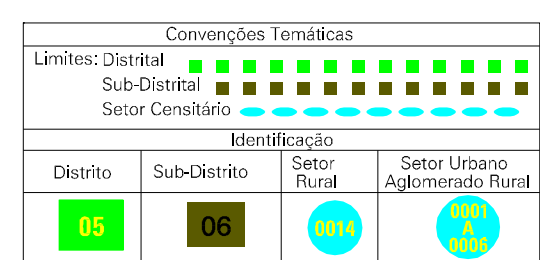 Convenções Temáticas
Limites: Distrital
Sub-Distrital
Setor Censitário
Identificação
Distrito
Sub-Distrito
Setor
Rural
Setor Urbano
Aglomerado Rural
05
06
0014
0001
A
0006